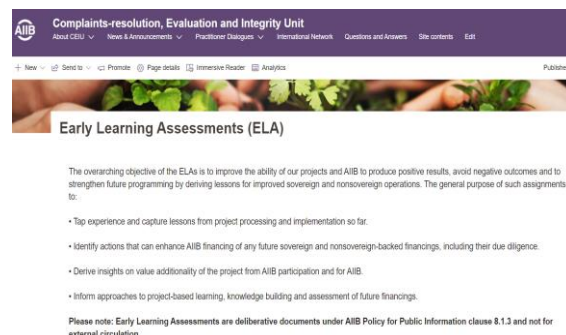 AIIB
Complaints-resolution, Evaluation and Integrity Unit
About CEIU News & Announcements Practitioner Dialogues International Network Questions and Answers Site contents Edit
+ New Send to Promote Page details Immersive Reader Analytics Publishe
Early Learning Assessments (ELA)
The overarching objective of the ELAs is to improve the ability of our projects and AIIB to produce positive results, avoid negative outcomes and to
strengthen future programming by deriving lessons for improved sovereign and nonsovereign operations. The general purpose of such assignments
to:
• Tap experience and capture lessons from project processing and implementation so far.
• Identify actions that can enhance AIIB financing of any future sovereign and nonsovereign-backed financings, including their due diligence.
• Derive insights on value additionality of the project from AIIB participation and for AIIB.
• Inform approaches to project-based learning, knowledge building and assessment of future financings.
Please note: Early Learning Assessments are deliberative documents under AIIB Policy for Public Information clause 8.1.3 and not for
external circulation